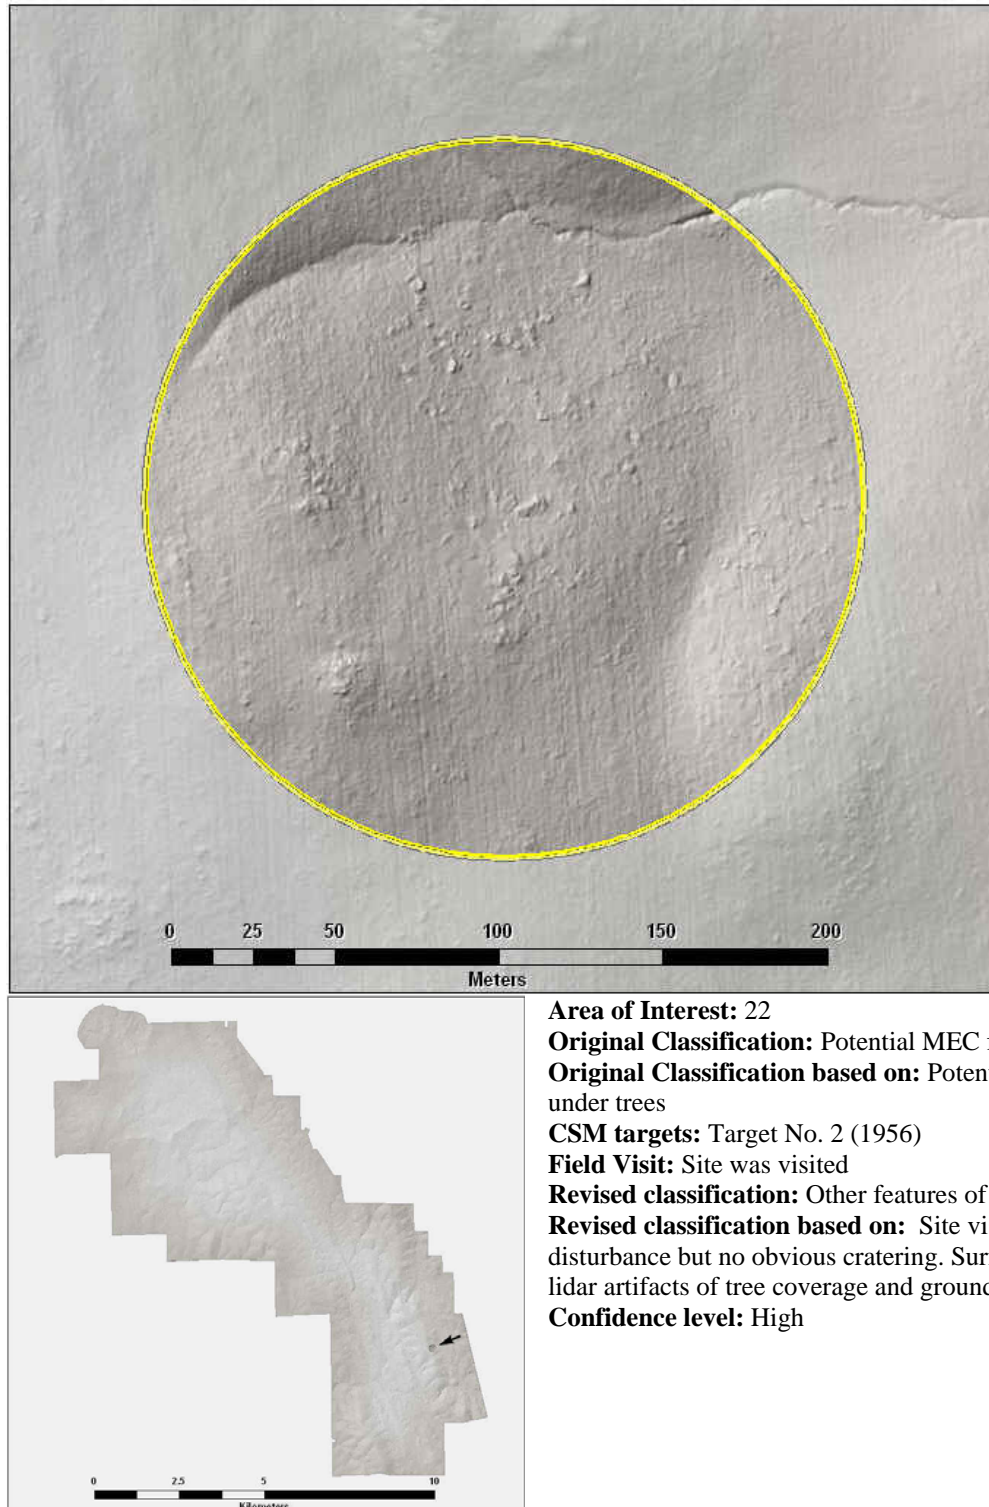 0 25 50 100 150 200
Meters
Area of Interest: 22
Original Classification: Potential MEC
Original Classification based on:
under trees
CSM targets: Target No. 2 (1956)
Field Visit: Site was visited
Revised classification: Other features of
Revised classification based on: Site
disturbance but no obvious cratering.
lidar artifacts of tree coverage and ground
Confidence level: High
0 2.5 5 10
Kilometers